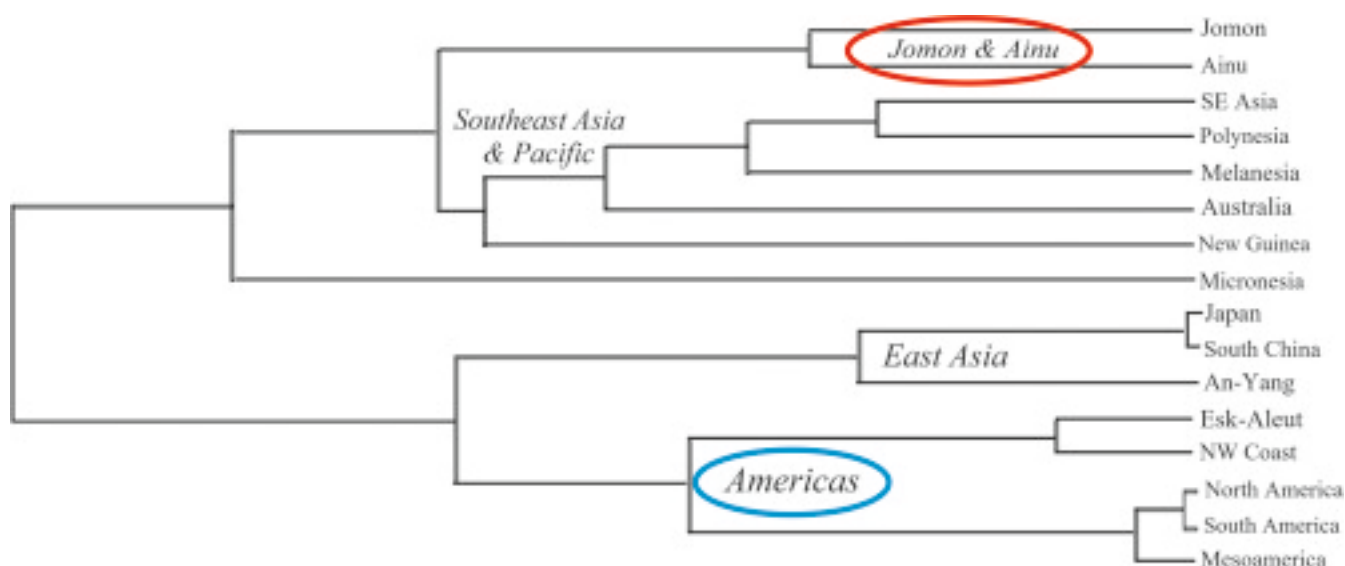 Jomon
Jomon & Ainu
Ainu
SE Asia
Southeast Asia
& Pacific
Polynesia
Melanesia
Australia
New Guinea
Micronesia
Japan
South China
East Asia
An-Yang
Esk-Aleut
NW Coast
Americas
North America
South America
Mesoamerica